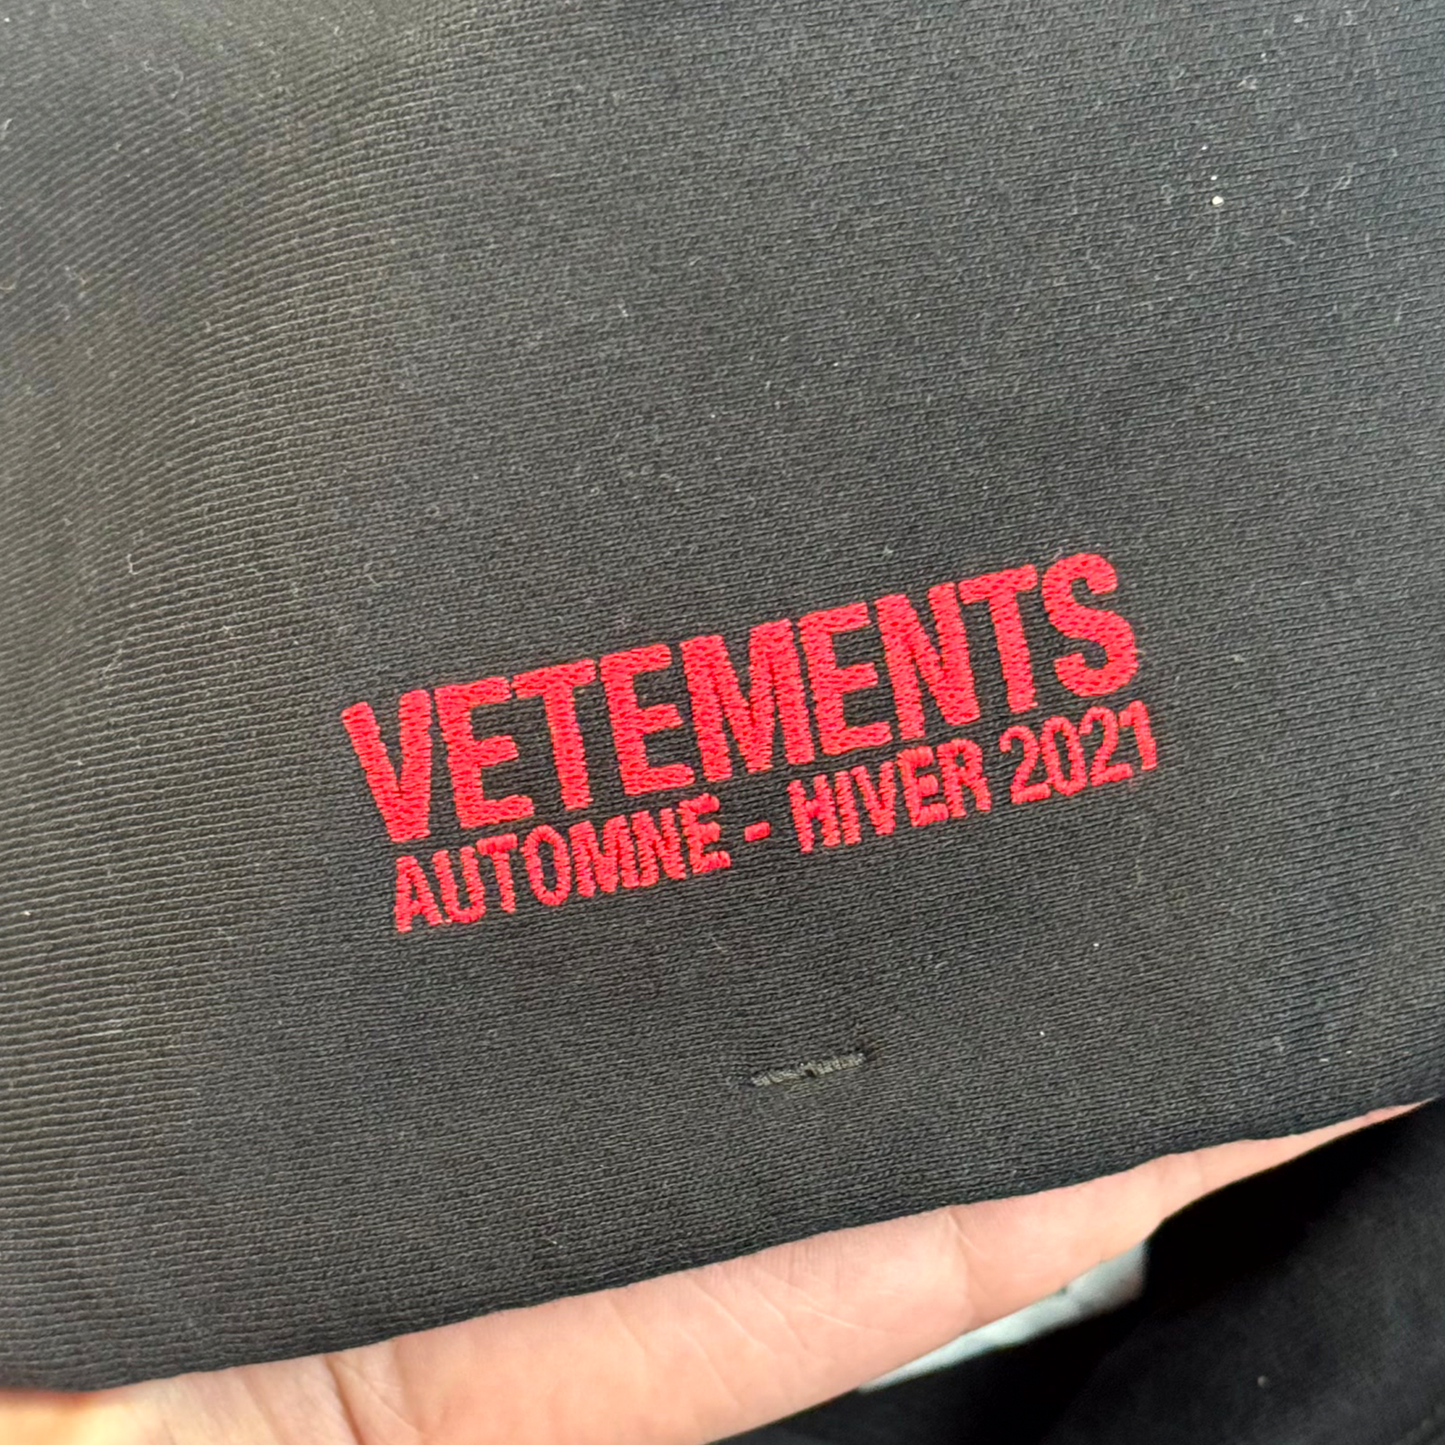 VETEMENTS
AUTOMNE - HIVER 2021